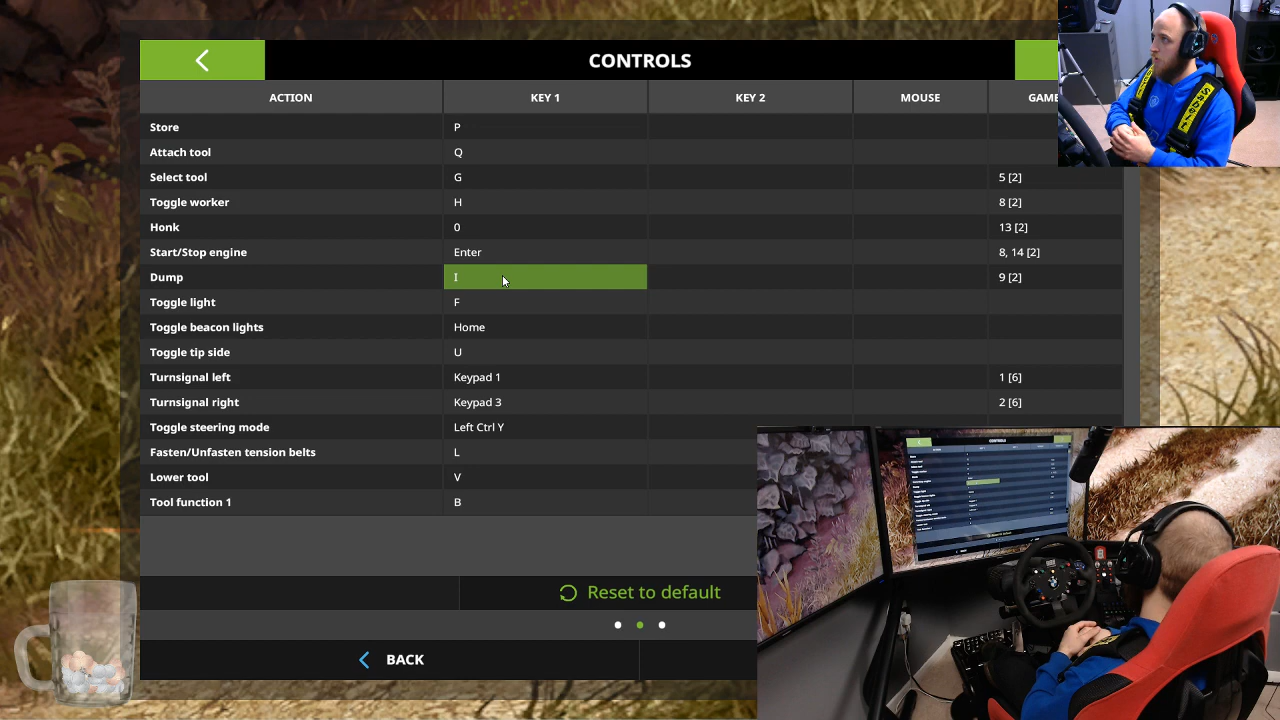 CONTROLS
ACTION KEY 1 KEY 2 MOUSE GAME
Store P
Attach tool Q
Select tool G 5 [2]
Toggle worker H 8 [2]
Honk 0 13 [2]
Start/Stop engine Enter 8, 14 [2]
Dump I 9 [2]
Toggle light F
Toggle beacon lights Home
Toggle tip side U
Turnsignal left Keypad 1 1 [6]
Turnsignal right Keypad 3 2 [6]
Toggle steering mode Left Ctrl Y
Fasten/Unfasten tension belts L
Lower tool V
Tool function 1 B
Reset to default
BACK